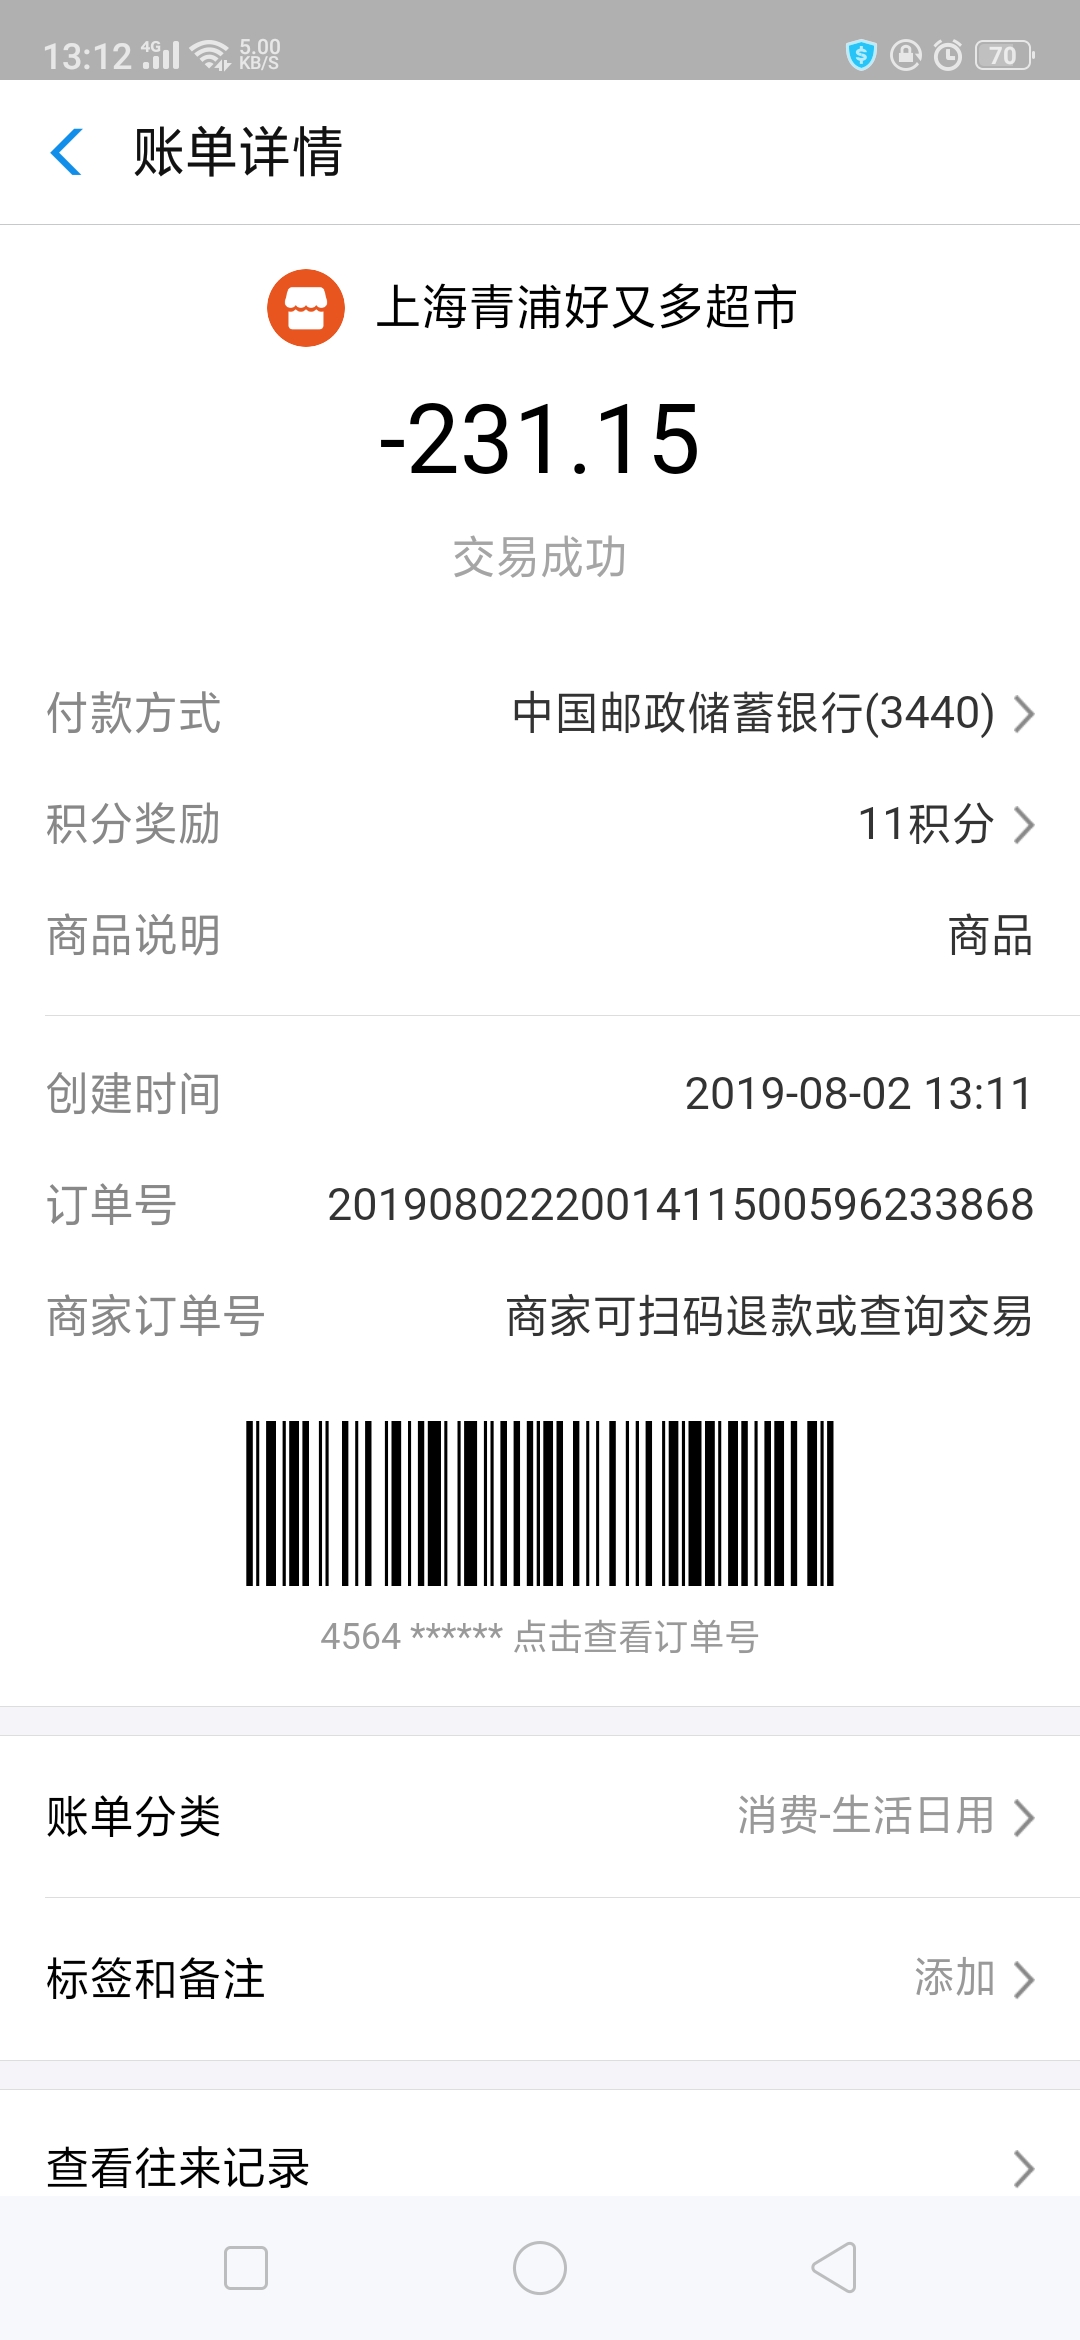 13:12 4G 5.00 KB/S 70
账单详情
上海青浦好又多超市
-231.15
交易成功
付款方式 中国邮政储蓄银行(3440)
积分奖励 11积分
商品说明 商品
创建时间 2019-08-02 13:11
订单号 2019080222001411500596233868
商家订单号 商家可扫码退款或查询交易
4564 ****** 点击查看订单号
账单分类 消费-生活日用
标签和备注 添加
查看往来记录